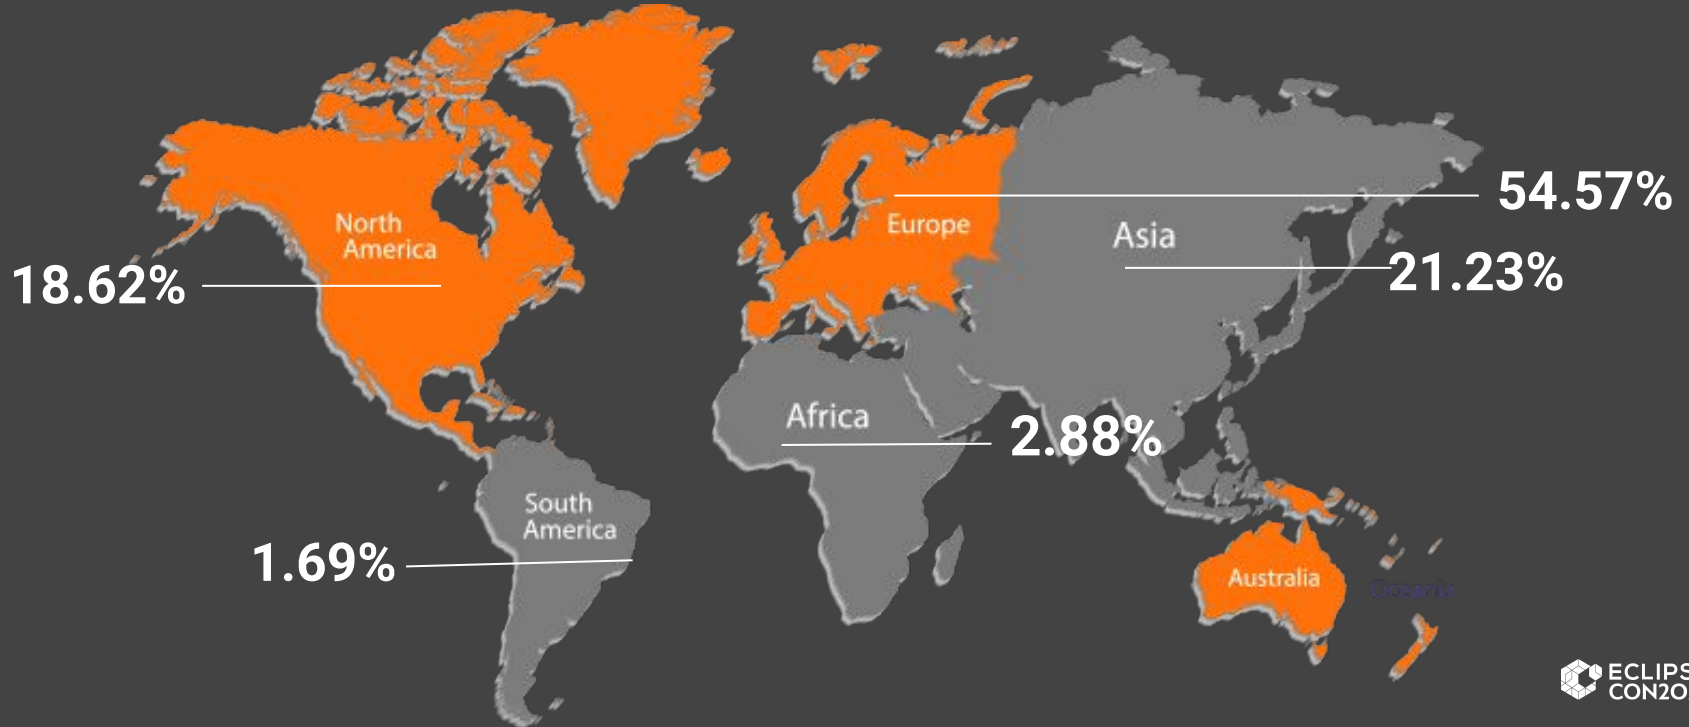 54.57%
North
America
Europe
Asia
18.62%
21.23%
Africa
2.88%
South
America
1.69%
Australia
Oceania
ECLIPS
CON20